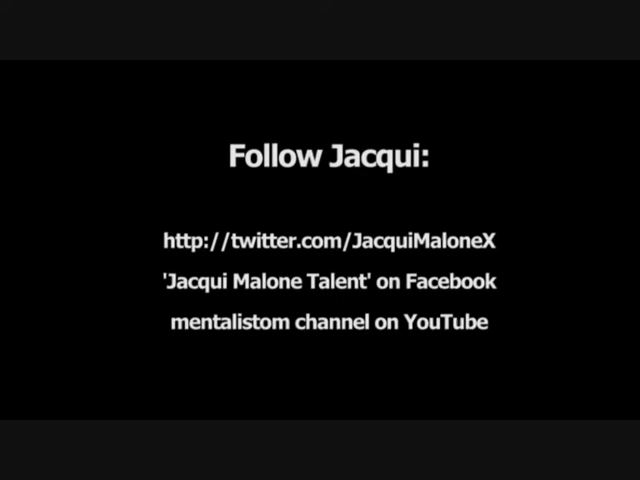 Follow Jacqui:
http://twitter.com/JacquiMaloneX
'Jacqui Malone Talent' on Facebook
mentalistom channel on YouTube